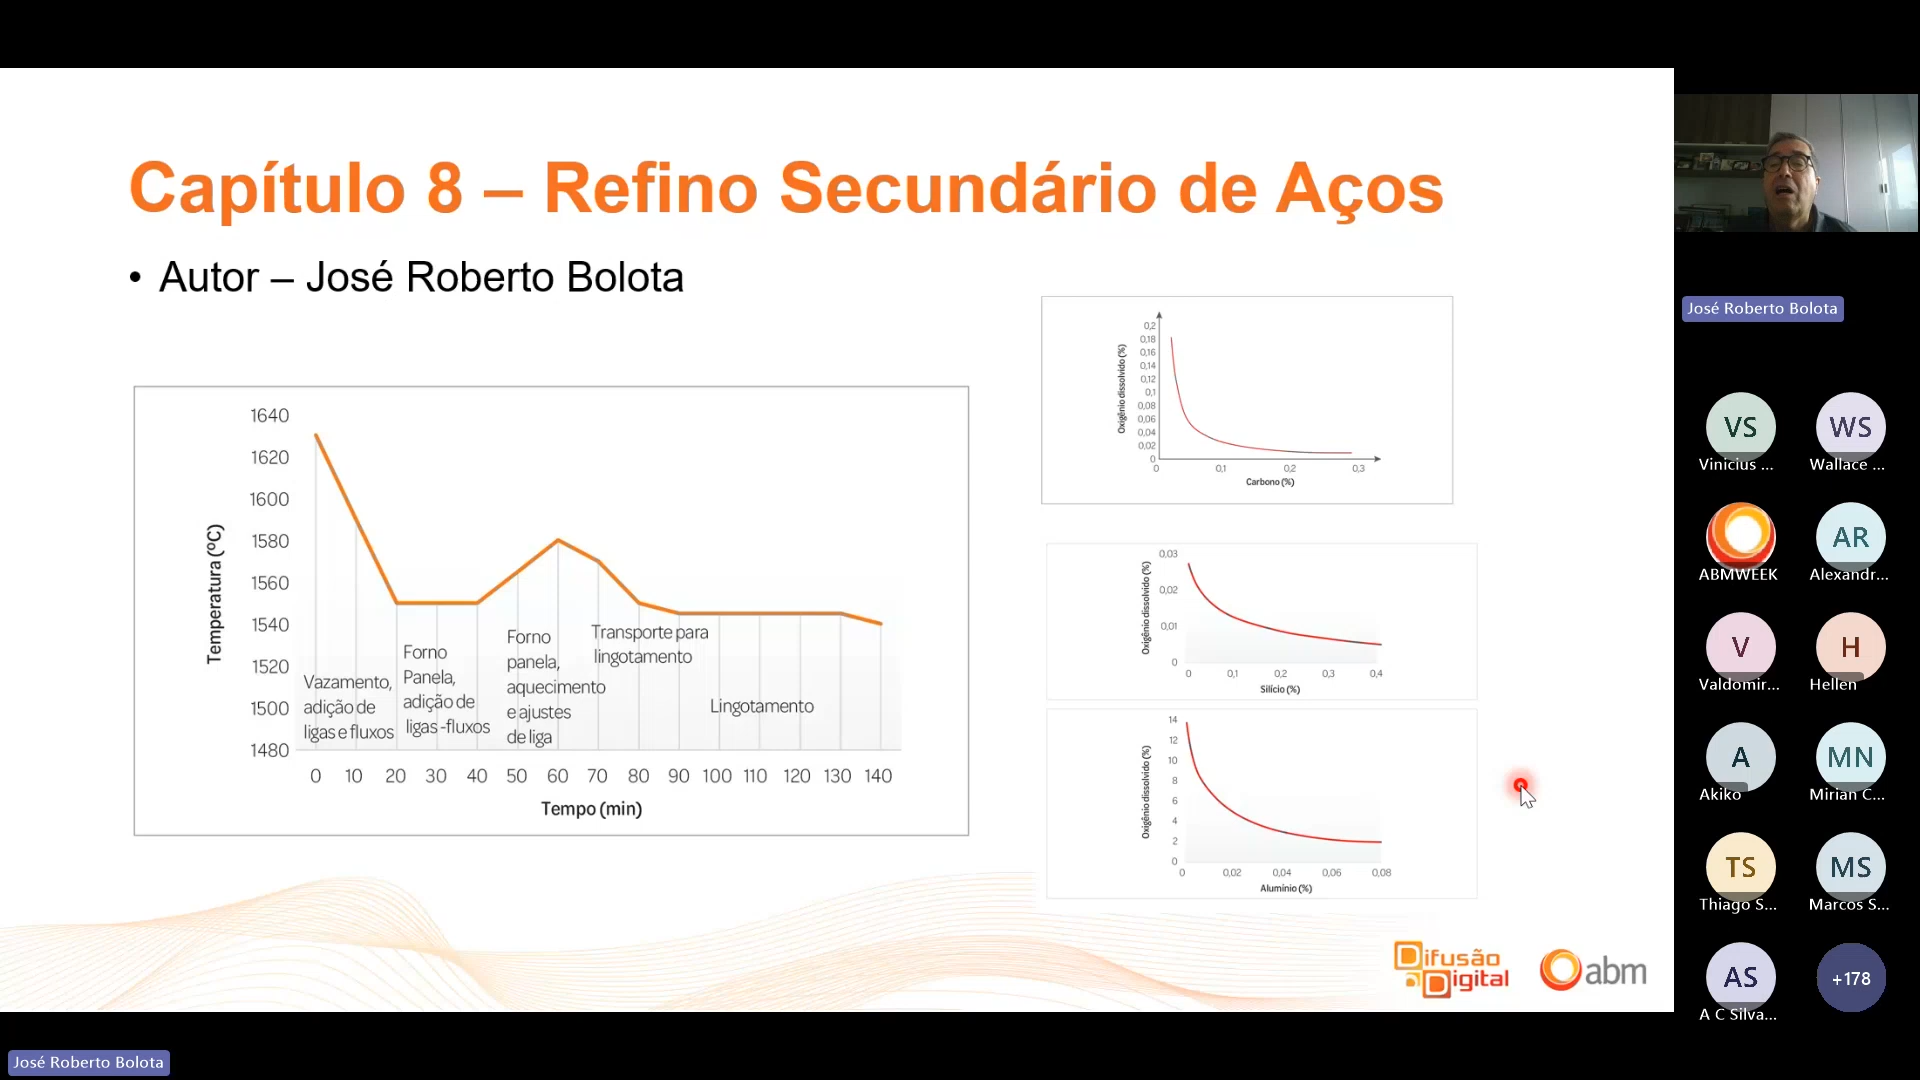 Capítulo 8 – Refino Secundário de Aços
• Autor – José Roberto Bolota
1640
1620
1600
1580
1560
1540
1520
1500
1480
Temperatura (ºC)
Vazamento,
adição de
ligas e fluxos
Forno
Panela,
adição de
ligas -fluxos
Forno
panela,
aquecimento
e ajustes
de liga
Transporte para
lingotamento
Lingotamento
0 10 20 30 40 50 60 70 80 90 100 110 120 130 140
Tempo (min)
Oxigênio dissolvido (%)
0,2
0,18
0,16
0,14
0,12
0,1
0,08
0,06
0,04
0,02
0
0 0,1 0,2 0,3
Carbono (%)
Oxigênio dissolvido (%)
0,03
0,02
0,01
0
0 0,1 0,2 0,3 0,4
Silício (%)
Oxigênio dissolvido (%)
14
12
10
8
6
4
2
0
0 0,02 0,04 0,06 0,08
Alumínio (%)
Difusão
Digital
abm
José Roberto Bolota
VS
Vinicius ...
WS
Wallace ...
ABMWEEK
AR
Alexandr...
V
Valdomir...
H
Hellen
A
Akiko
MN
Mirian C...
TS
Thiago S...
MS
Marcos S...
AS
A C Silva...
+178
José Roberto Bolota